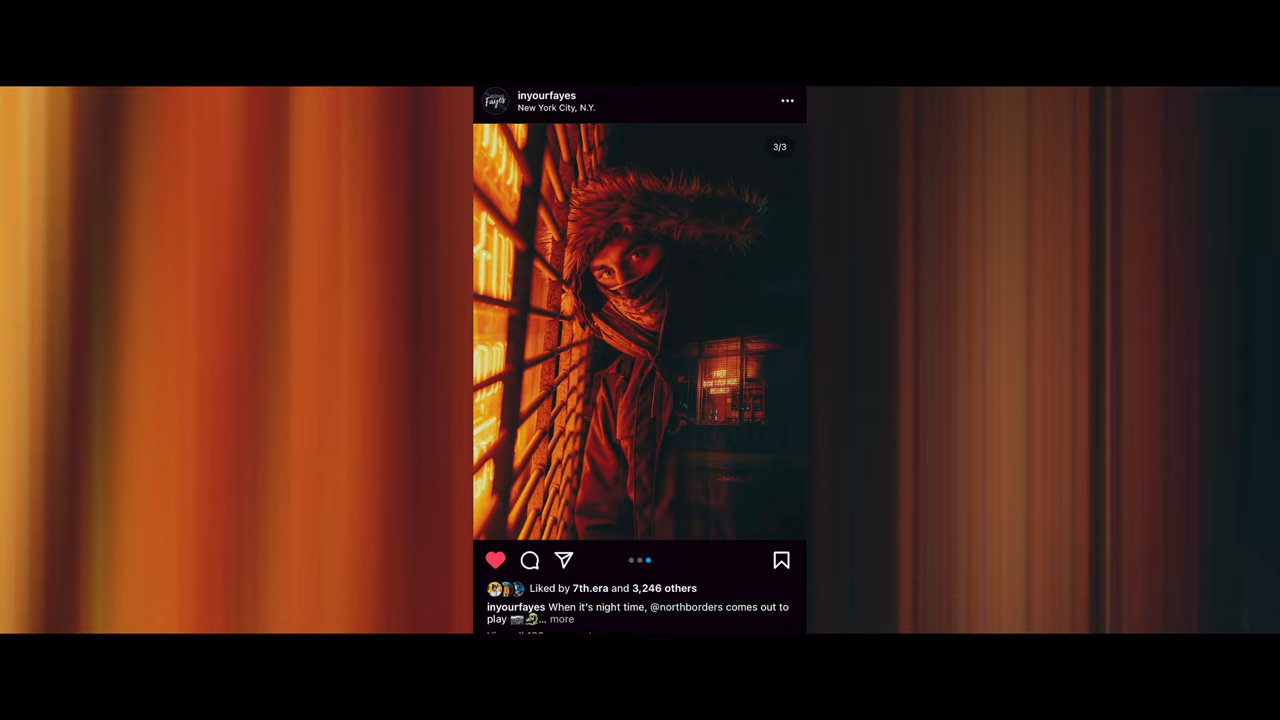 Fayes
inyourfayes
New York City, N.Y.
3/3
Liked by 7th.era and 3,246 others
inyourfayes When it's night time, @northborders comes out to
play 📷🐉... more